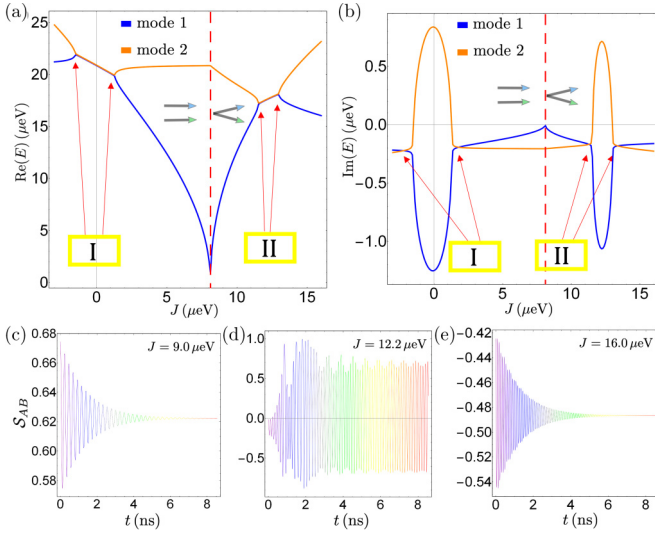 (a)
mode 1
mode 2
Re(E) (μeV)
25
20
15
10
5
0
I
II
0
5
10
15
J (μeV)
(b)
mode 1
mode 2
Im(E) (μeV)
0.5
0.0
−0.5
−1.0
I
II
0
5
10
15
J (μeV)
(c)
J = 9.0 μeV
S_AB
0.68
0.66
0.64
0.62
0.60
0.58
0 2 4 6 8
t (ns)
(d)
J = 12.2 μeV
1.0
0.5
0.0
−0.5
0 2 4 6 8
t (ns)
(e)
J = 16.0 μeV
−0.42
−0.44
−0.46
−0.48
−0.50
−0.52
−0.54
0 2 4 6 8
t (ns)